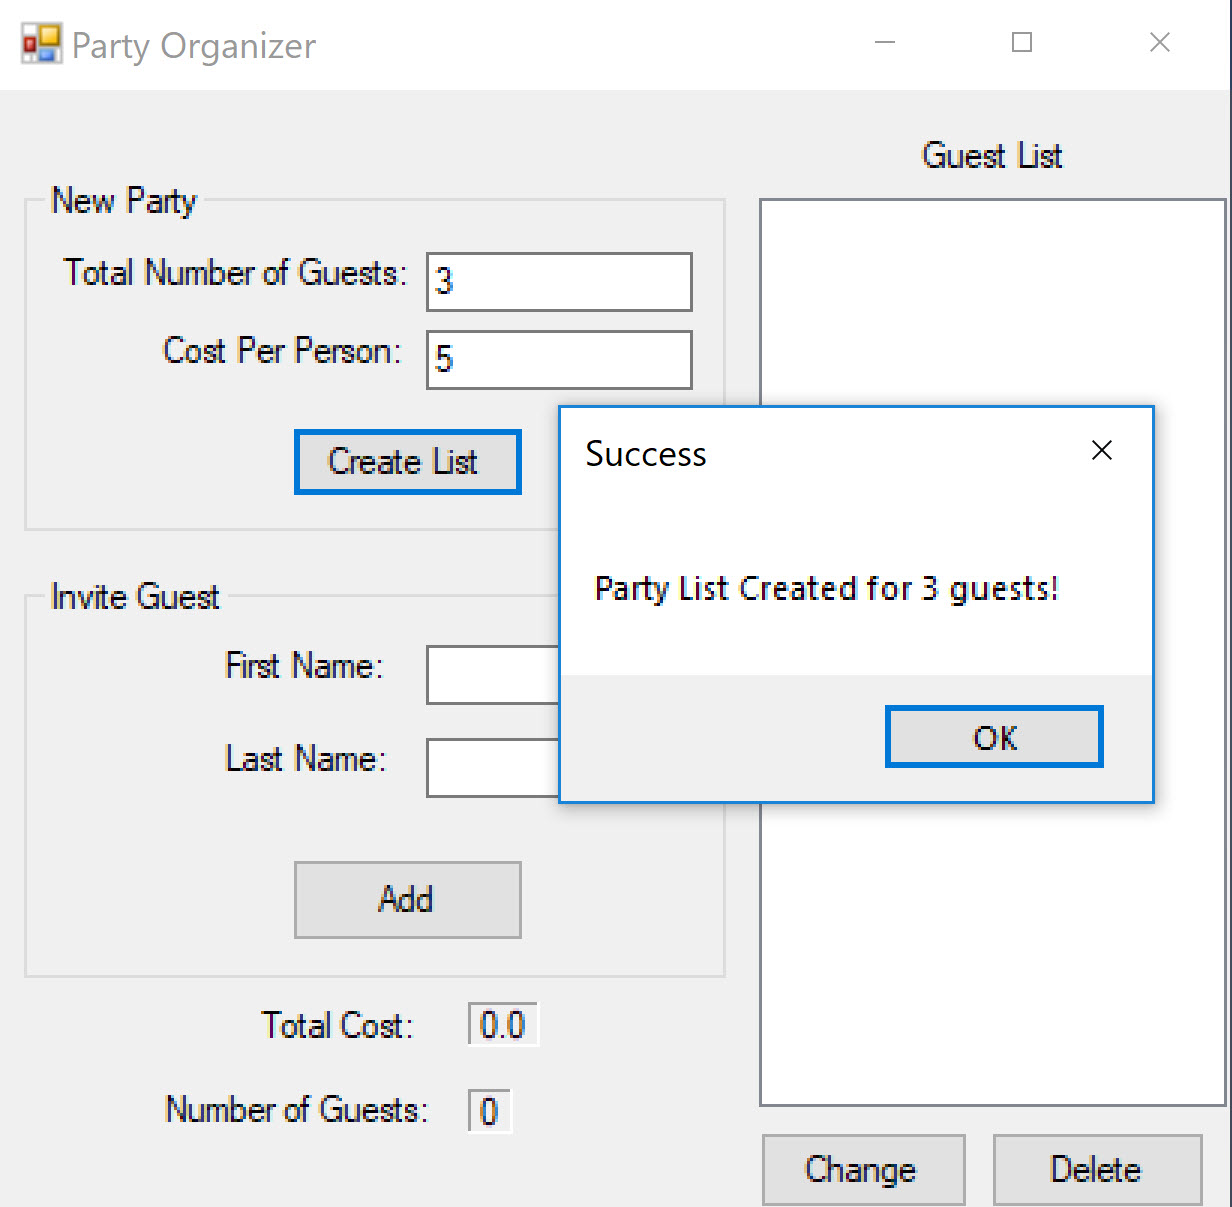 Party Organizer
Guest List
New Party
Total Number of Guests: 3
Cost Per Person: 5
Create List
Success
Party List Created for 3 guests!
OK
Invite Guest
First Name:
Last Name:
Add
Total Cost: 0.0
Number of Guests: 0
Change Delete